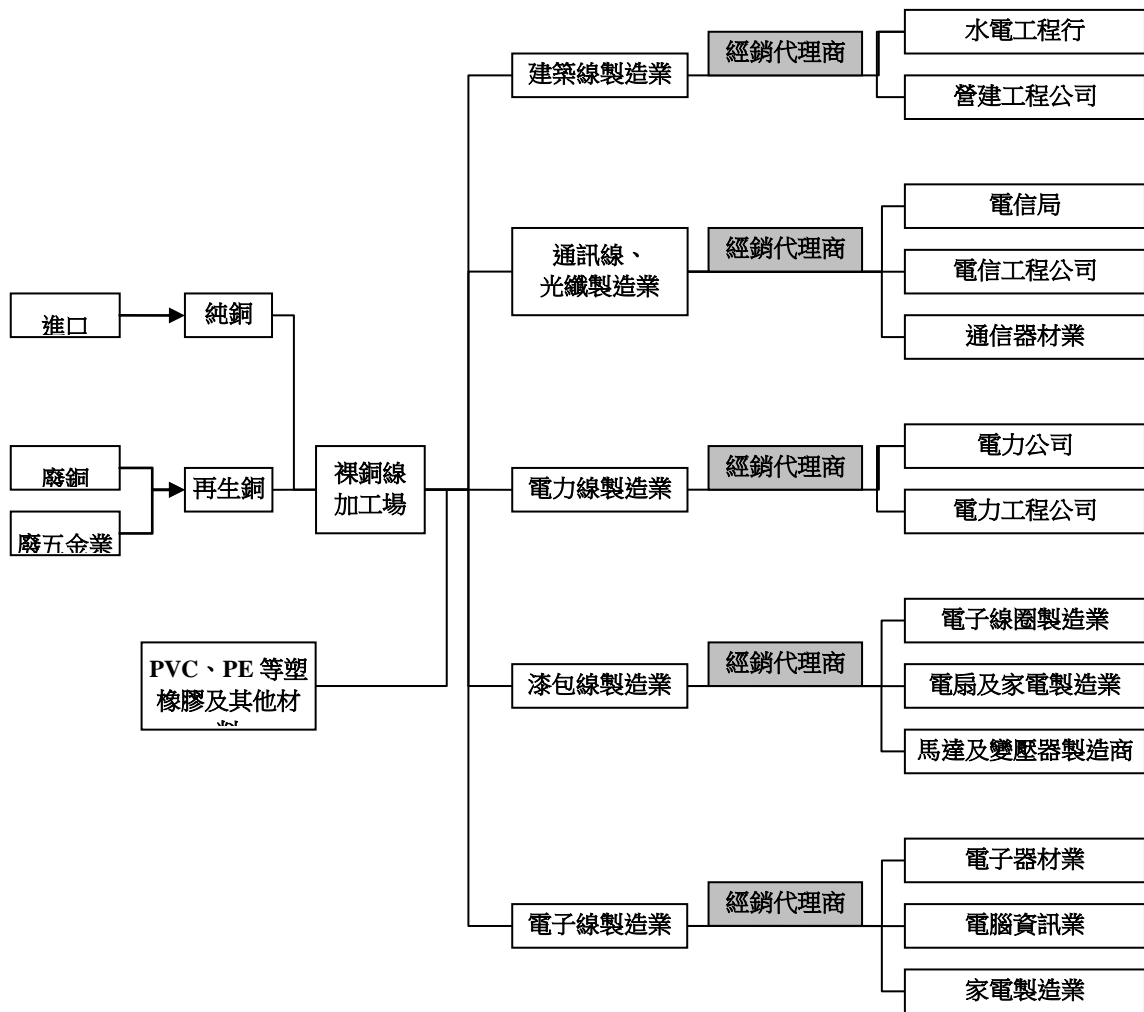 水電工程行
經銷代理商
建築線製造業
營建工程公司
電信局
經銷代理商
通訊線、
光纖製造業
電信工程公司
通信器材業
進口
純銅
電力公司
經銷代理商
廢銅
再生銅
裸銅線
加工場
電力線製造業
電力工程公司
廢五金業
電子線圈製造業
經銷代理商
PVC、PE 等塑
橡膠及其他材
料
漆包線製造業
電扇及家電製造業
馬達及變壓器製造商
電子器材業
經銷代理商
電子線製造業
電腦資訊業
家電製造業